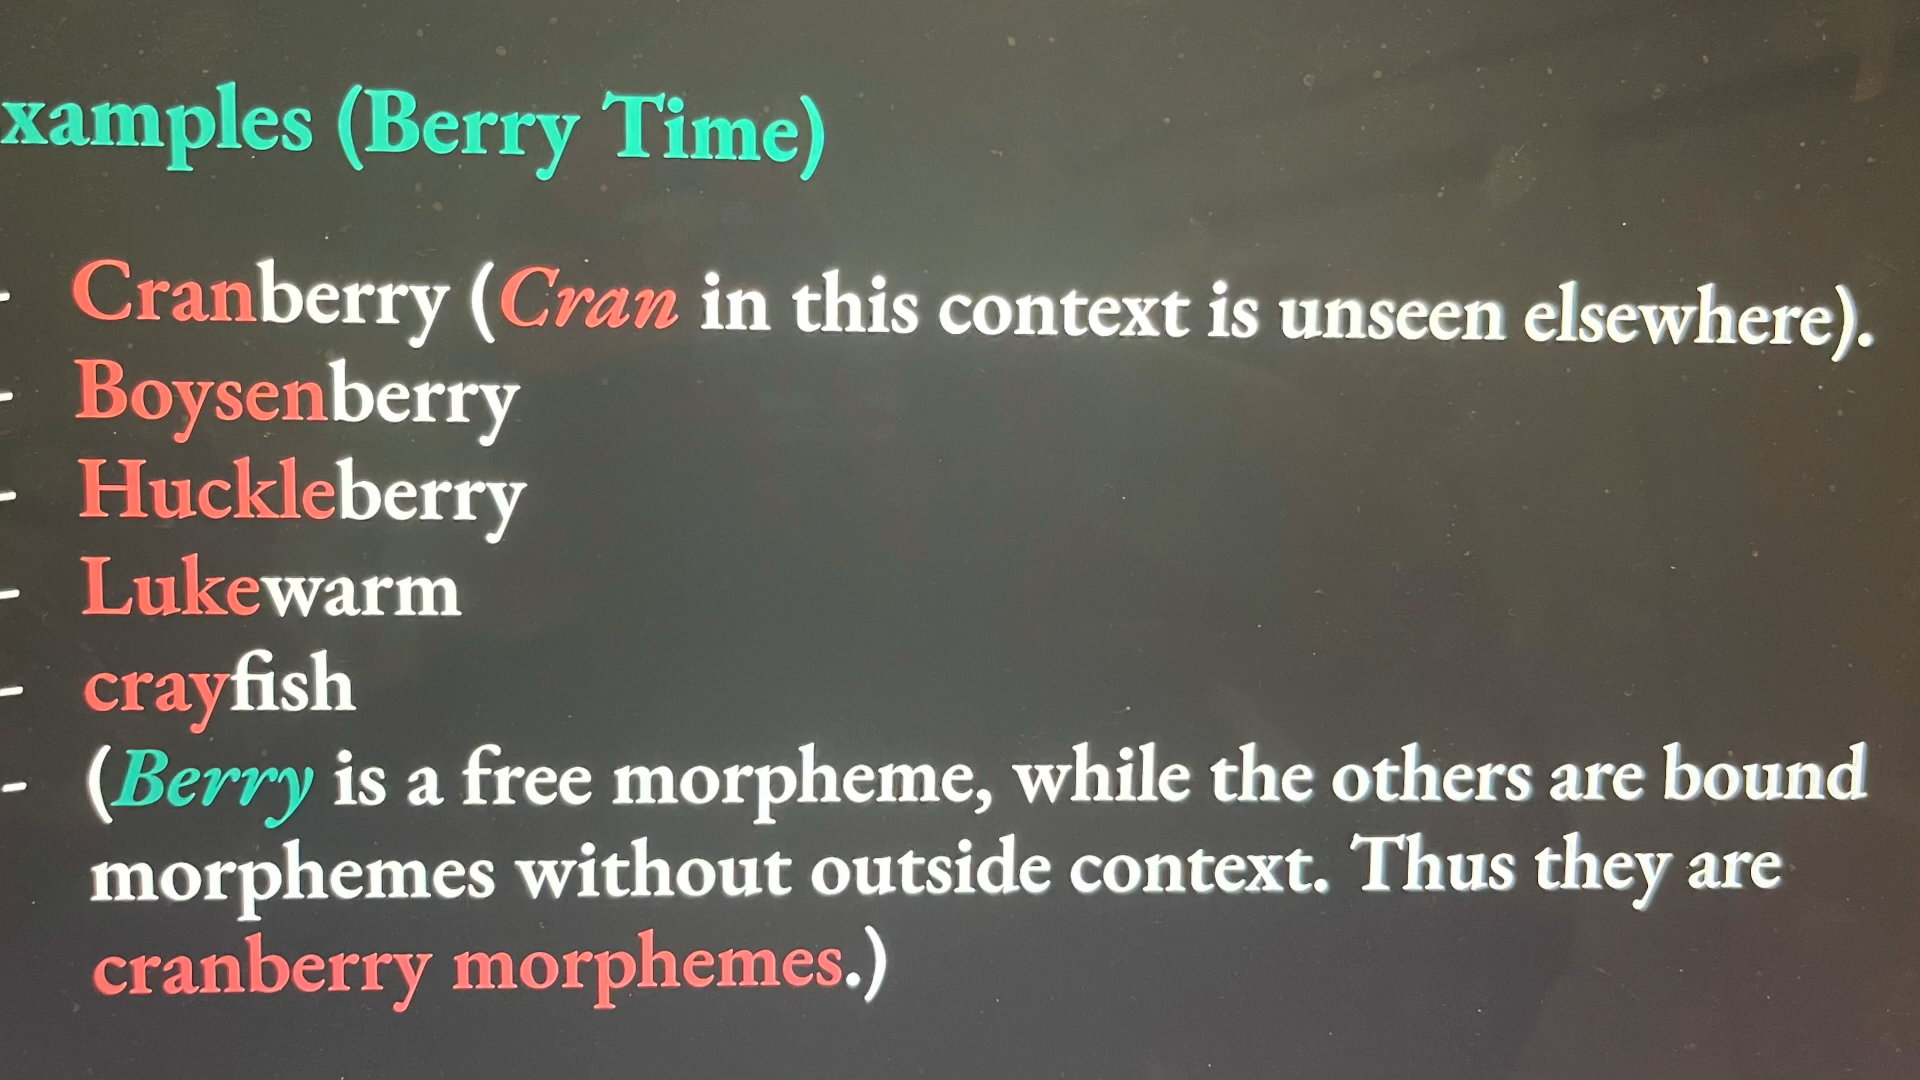 xamples (Berry Time)
- Cranberry (Cran in this context is unseen elsewhere).
- Boysenberry
- Huckleberry
- Lukewarm
- crayfish
- (Berry is a free morpheme, while the others are bound
morphemes without outside context. Thus they are
cranberry morphemes.)